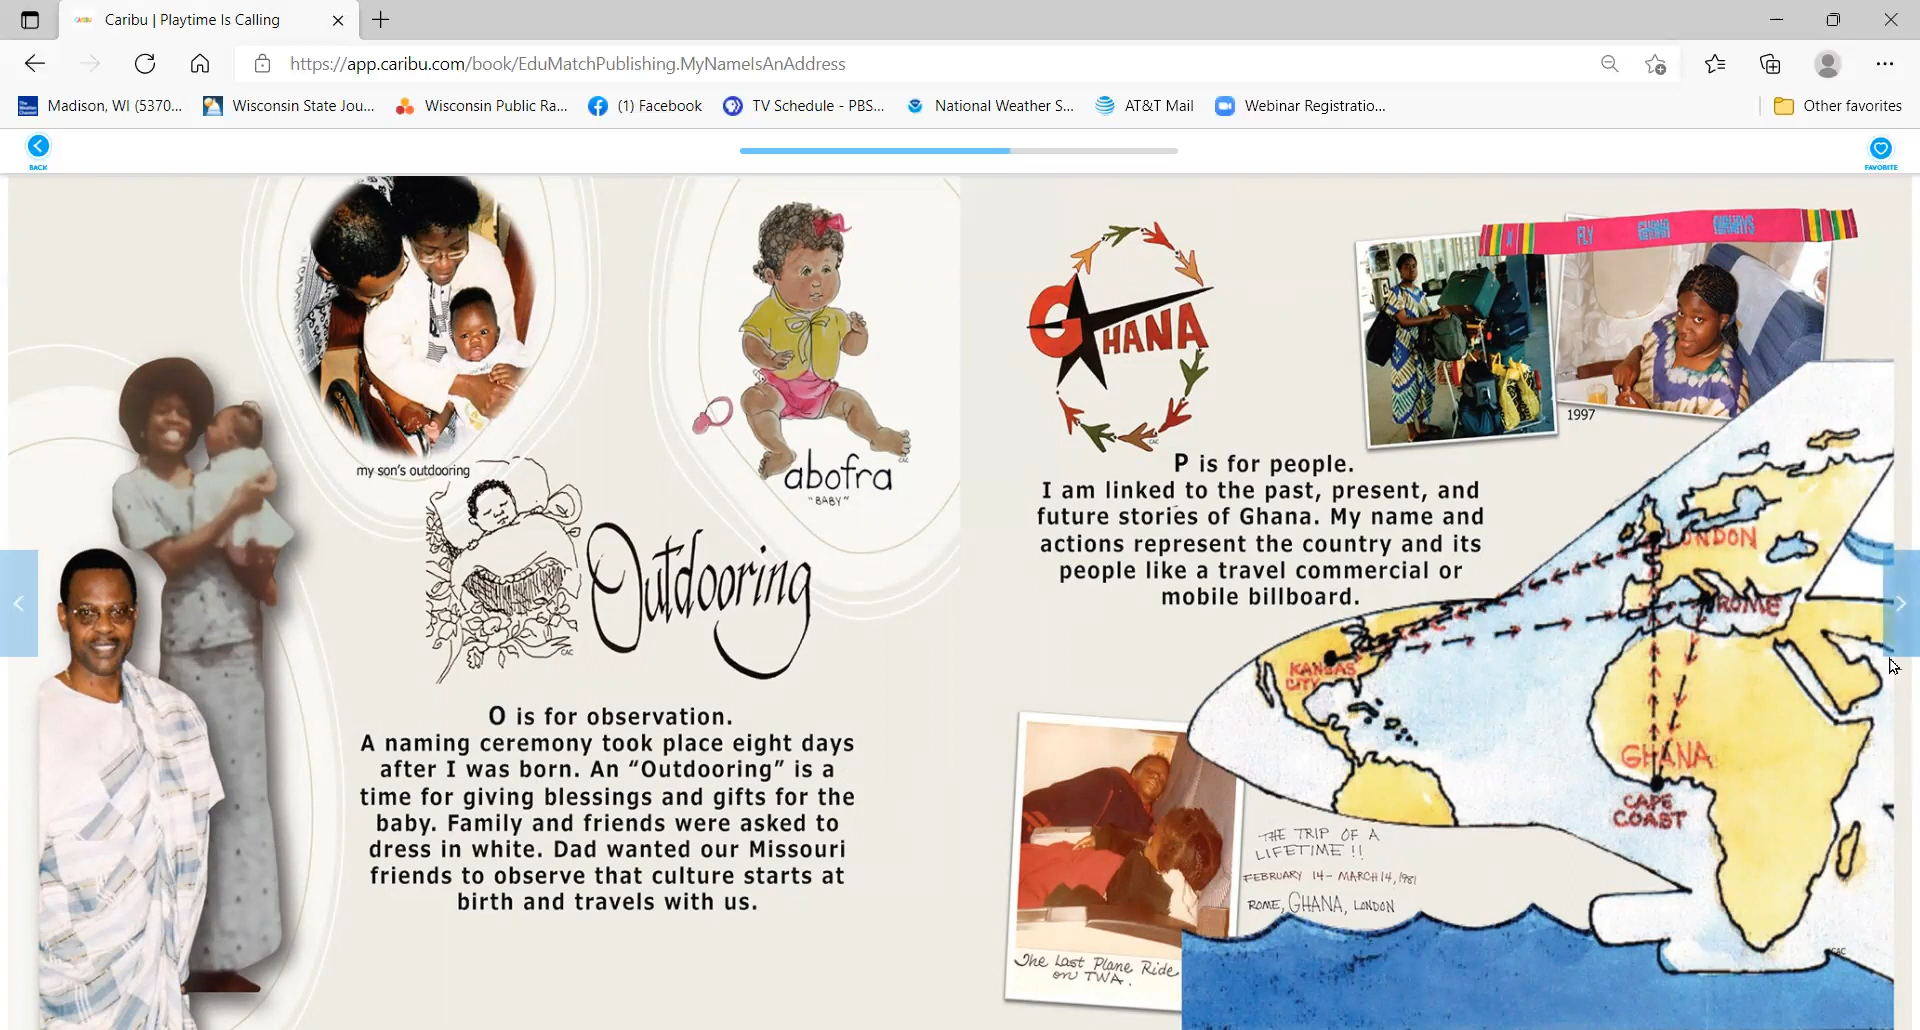 Caribu | Playtime Is Calling
https://app.caribu.com/book/EduMatchPublishing.MyNameIsAnAddress
Madison, WI (5370...
Wisconsin State Jou...
Wisconsin Public Ra...
(1) Facebook
TV Schedule - PBS...
National Weather S...
AT&T Mail
Webinar Registratio...
Other favorites
BACK
FAVORITE
my son's outdooring
abofra
"BABY"
CAC
Outdooring
CAC
O is for observation.
A naming ceremony took place eight days
after I was born. An “Outdooring” is a
time for giving blessings and gifts for the
baby. Family and friends were asked to
dress in white. Dad wanted our Missouri
friends to observe that culture starts at
birth and travels with us.
GHANA
CAC
FLY
GHANA
AIRWAYS
1997
P is for people.
I am linked to the past, present, and
future stories of Ghana. My name and
actions represent the country and its
people like a travel commercial or
mobile billboard.
LONDON
ROME
KANSAS
CITY
GHANA
CAPE
COAST
THE TRIP OF A
LIFETIME !!
FEBRUARY 14 - MARCH 14, 1981
ROME, GHANA, LONDON
The Last Plane Ride
on TWA.
CAC